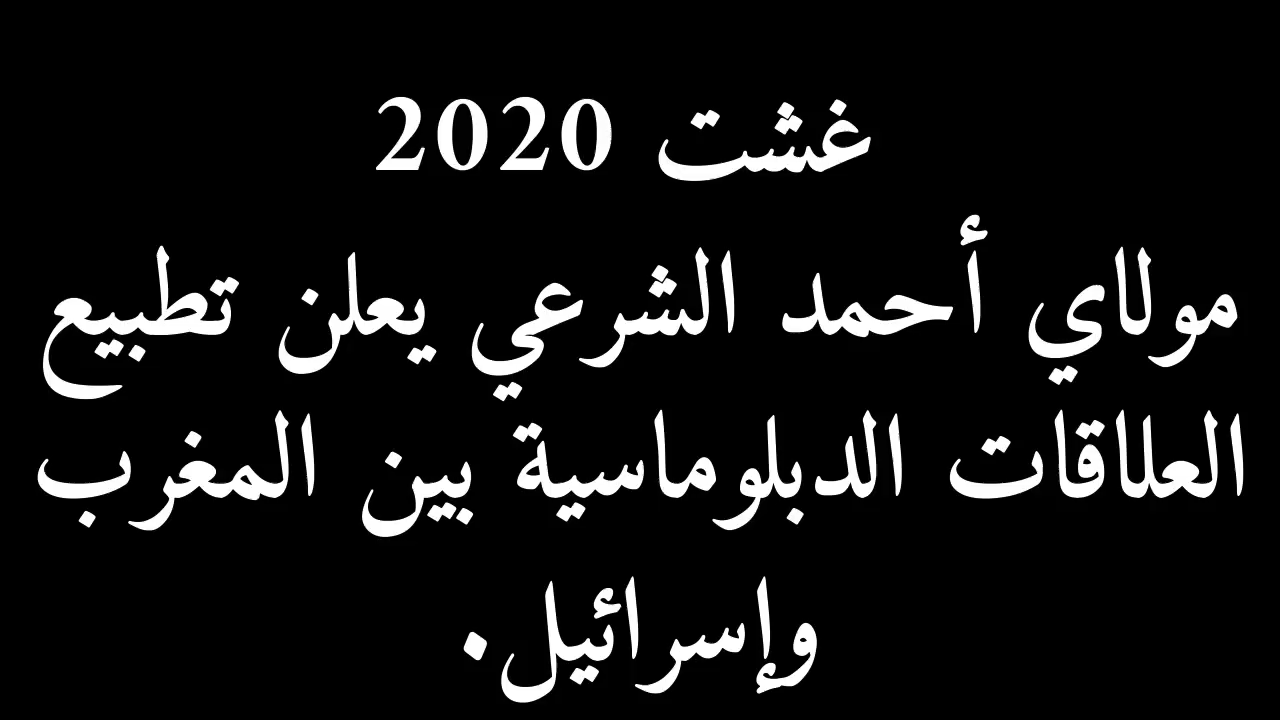 غشت 2020
مولاي أحمد الشرعي يعلن تطبيع
العلاقات الدبلوماسية بين المغرب
وإسرائيل.